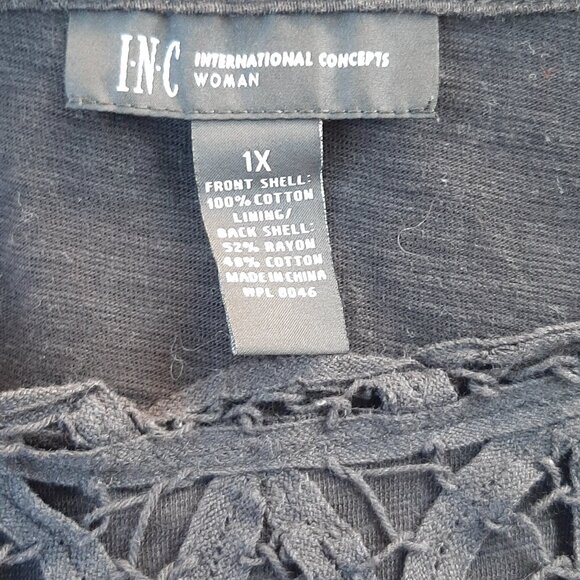 I·N·C INTERNATIONAL CONCEPTS
WOMAN
1X
FRONT SHELL:
100% COTTON
LINING/
BACK SHELL:
52% RAYON
48% COTTON
MADE IN CHINA
WPL 8046